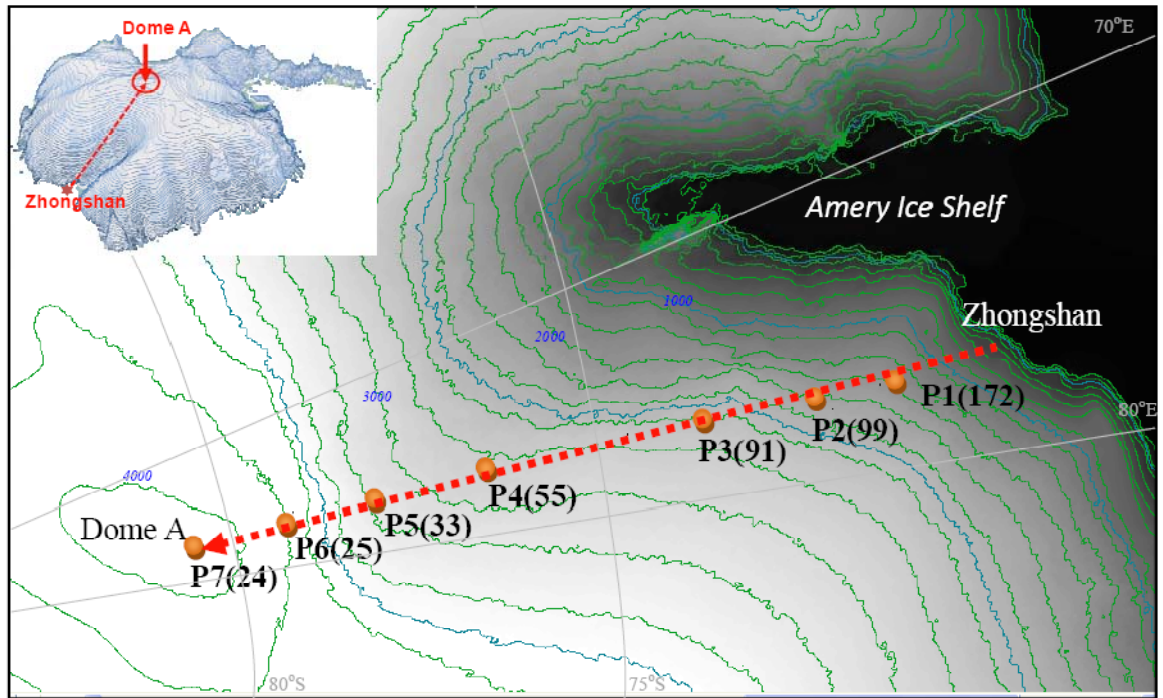 Dome A
Zhongshan
70°E
Amery Ice Shelf
1000
Zhongshan
2000
P1(172)
80°E
3000
P2(99)
P3(91)
4000
P4(55)
Dome A
P5(33)
P6(25)
P7(24)
80°S
75°S